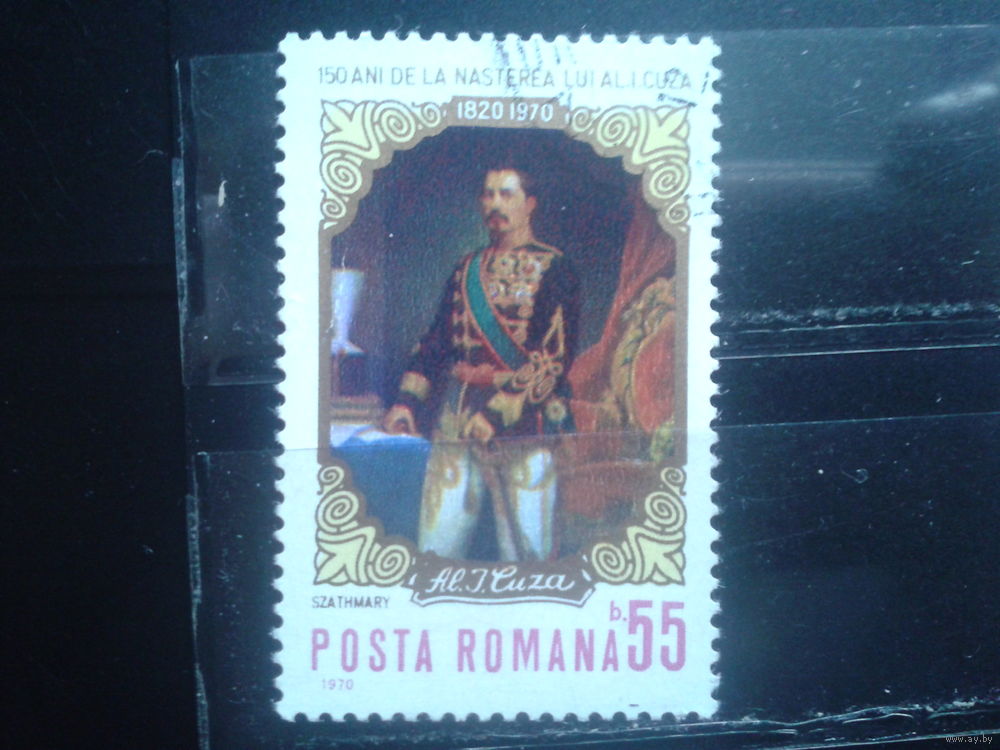 150 ANI DE LA NASTEREA LUI AL.I.CUZA
1820 1970
Al. I. Cuza
SZATHMARY
b. 55
POSTA ROMANA
1970
www.ay.by